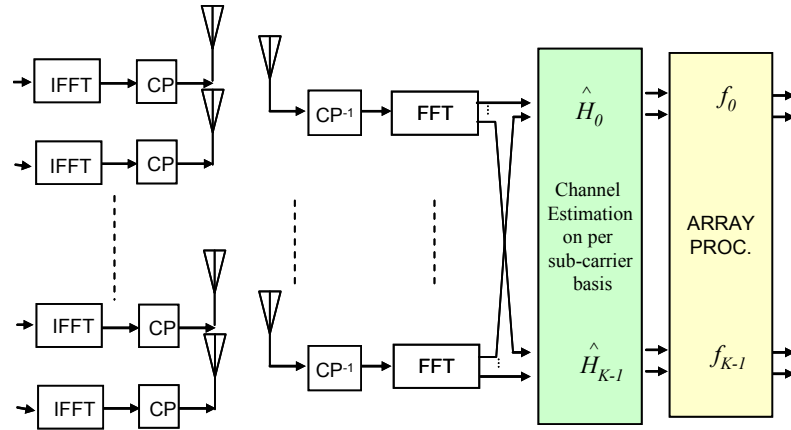 IFFT
CP
IFFT
CP
IFFT
CP
IFFT
CP
CP-1
FFT
CP-1
FFT
Ĥ0
Channel
Estimation
on per
sub-carrier
basis
ĤK-1
f0
ARRAY
PROC.
fK-1